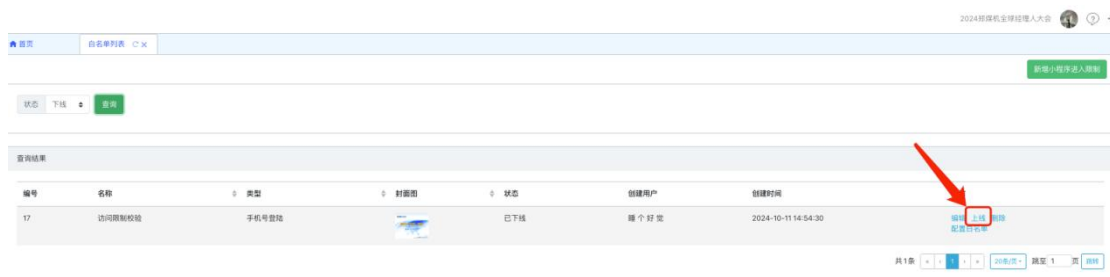 2024郑煤机全球经理人大会
首页 白名单列表
新增小程序进入限制
状态 下线 查询
查询结果
编号 名称 类型 封面图 状态 创建用户 创建时间
17 访问限制校验 手机号登陆 已下线 睡个好觉 2024-10-11 14:54:30 编辑 上线 删除
配置白名单
共1条 « ‹ 1 › » 20条/页 跳至 1 页 跳转